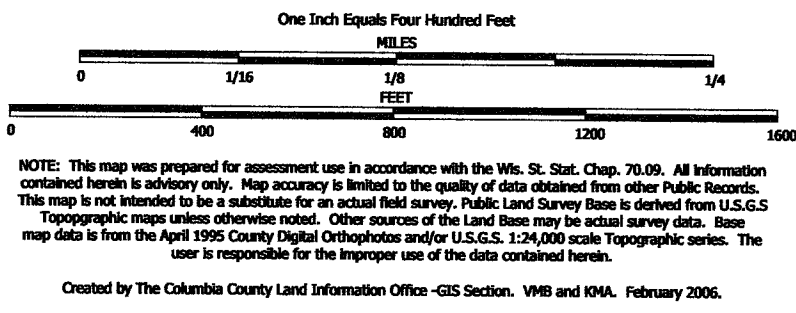 One Inch Equals Four Hundred Feet
MILES
0 1/16 1/8 1/4
FEET
0 400 800 1200 1600
NOTE: This map was prepared for assessment use in accordance with the Wis. St. Stat. Chap. 70.09. All information
contained herein is advisory only. Map accuracy is limited to the quality of data obtained from other Public Records.
This map is not intended to be a substitute for an actual field survey. Public Land Survey Base is derived from U.S.G.S
Topopgraphic maps unless otherwise noted. Other sources of the Land Base may be actual survey data. Base
map data is from the April 1995 County Digital Orthophotos and/or U.S.G.S. 1:24,000 scale Topographic series. The
user is responsible for the improper use of the data contained herein.
Created by The Columbia County Land Information Office -GIS Section. VMB and KMA. February 2006.